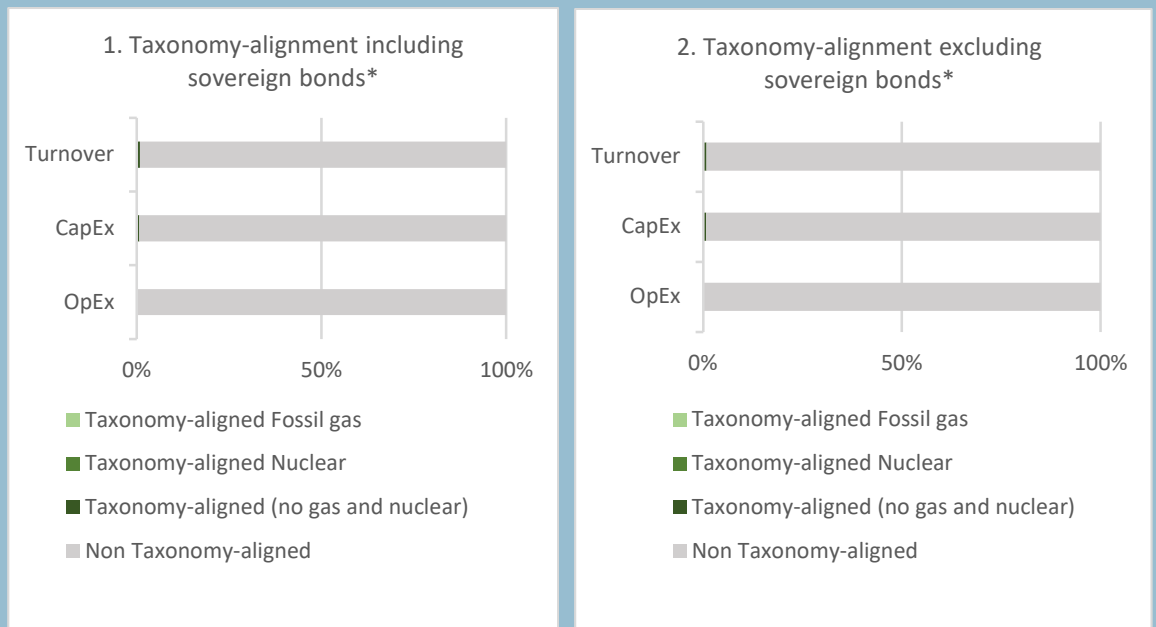 1. Taxonomy-alignment including
sovereign bonds*
Turnover
CapEx
OpEx
0%
50%
100%
Taxonomy-aligned Fossil gas
Taxonomy-aligned Nuclear
Taxonomy-aligned (no gas and nuclear)
Non Taxonomy-aligned
2. Taxonomy-alignment excluding
sovereign bonds*
Turnover
CapEx
OpEx
0%
50%
100%
Taxonomy-aligned Fossil gas
Taxonomy-aligned Nuclear
Taxonomy-aligned (no gas and nuclear)
Non Taxonomy-aligned